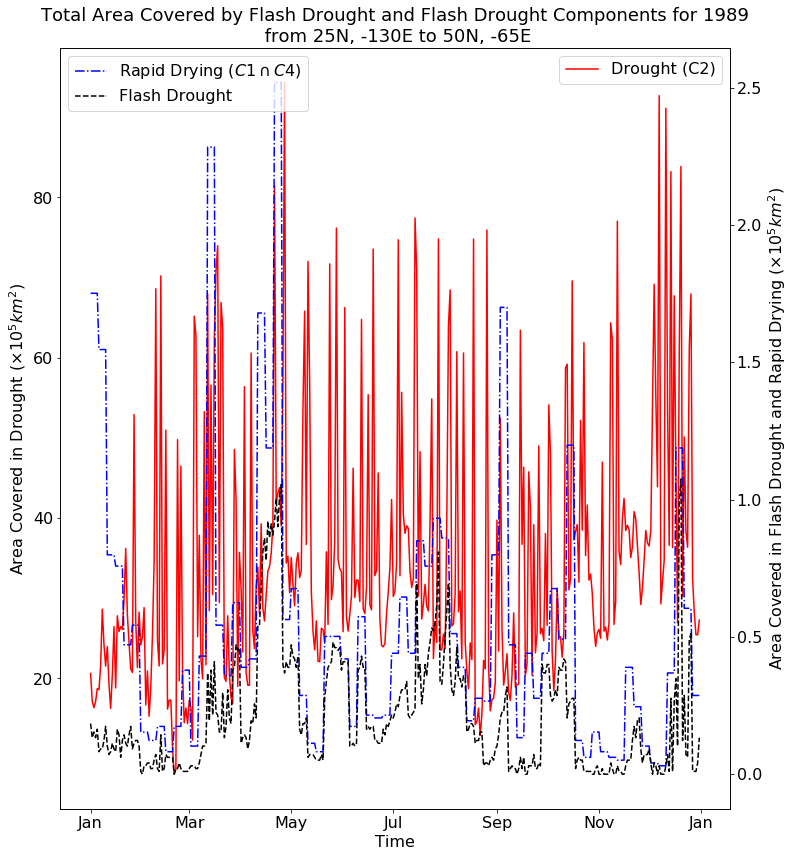 Total Area Covered by Flash Drought and Flash Drought Components for 1989
from 25N, -130E to 50N, -65E
Rapid Drying (C1 ∩ C4)
Flash Drought
Drought (C2)
Area Covered in Drought (×10⁵km²)
80
60
40
20
Area Covered in Flash Drought and Rapid Drying (×10⁵km²)
2.5
2.0
1.5
1.0
0.5
0.0
Jan Mar May Jul Sep Nov Jan
Time